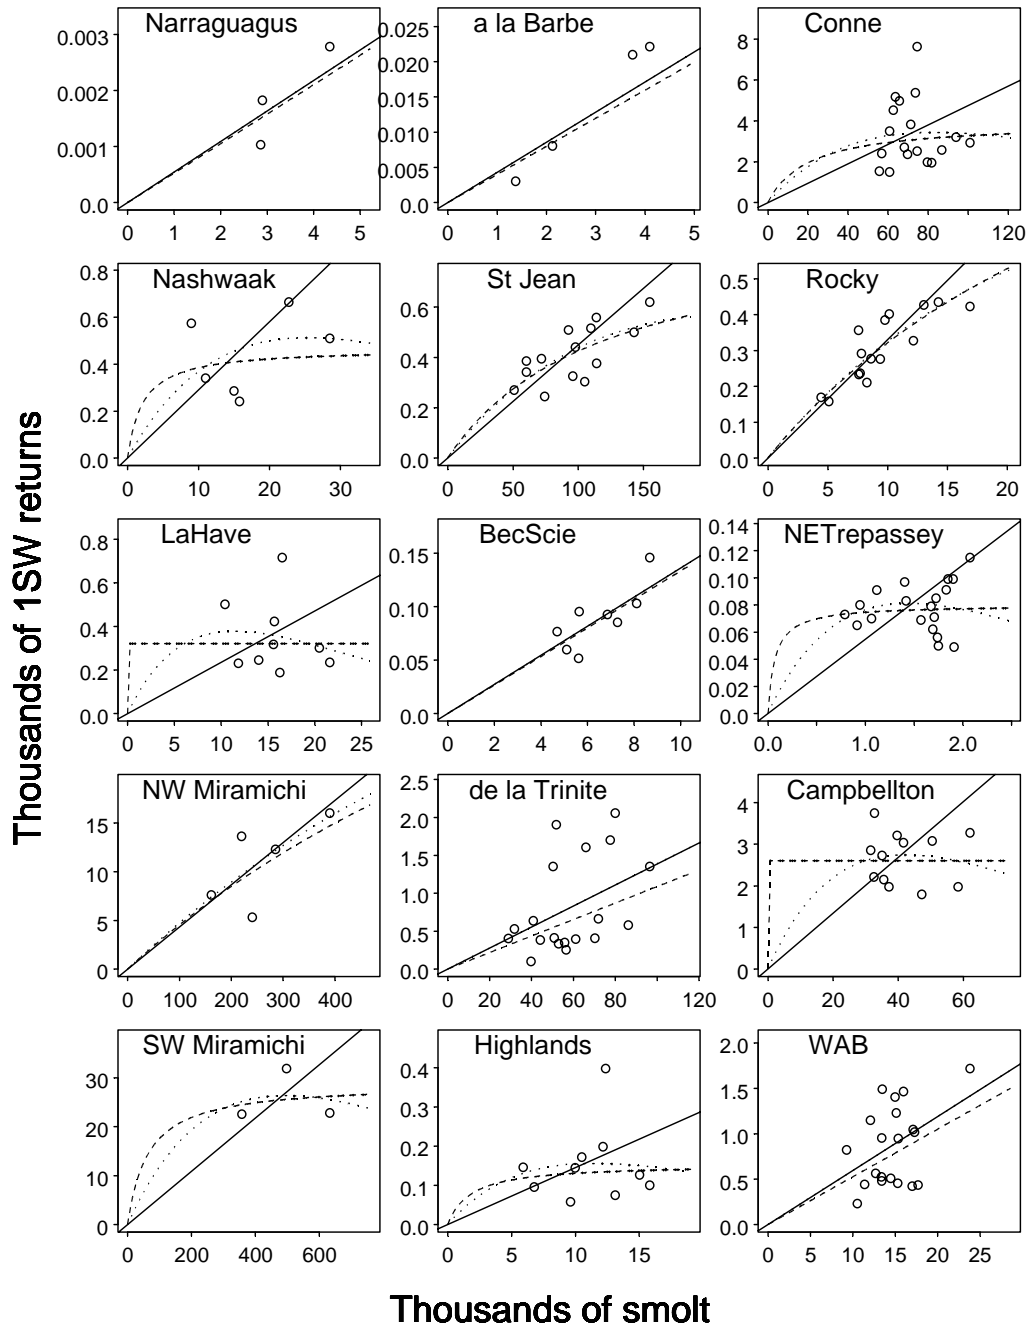 Narraguagus
0.003
0.002
0.001
0.0
0 1 2 3 4 5
a la Barbe
0.025
0.020
0.015
0.010
0.005
0.0
0 1 2 3 4 5
Conne
8
6
4
2
0
0 20 40 60 80 120
Nashwaak
0.8
0.6
0.4
0.2
0.0
0 10 20 30
St Jean
0.6
0.4
0.2
0.0
0 50 100 150
Rocky
0.5
0.4
0.3
0.2
0.1
0.0
0 5 10 15 20
LaHave
0.8
0.6
0.4
0.2
0.0
0 5 10 15 20 25
BecScie
0.15
0.10
0.05
0.0
0 2 4 6 8 10
NETrepassey
0.14
0.12
0.10
0.08
0.06
0.04
0.02
0.0
0.0 1.0 2.0
NW Miramichi
15
10
5
0
0 100 200 300 400
de la Trinite
2.5
2.0
1.5
1.0
0.5
0.0
0 20 40 60 80 120
Campbellton
4
3
2
1
0
0 20 40 60
SW Miramichi
30
20
10
0
0 200 400 600
Highlands
0.4
0.3
0.2
0.1
0.0
0 5 10 15
WAB
2.0
1.5
1.0
0.5
0.0
0 5 10 15 20 25
Thousands of 1SW returns
Thousands of smolt